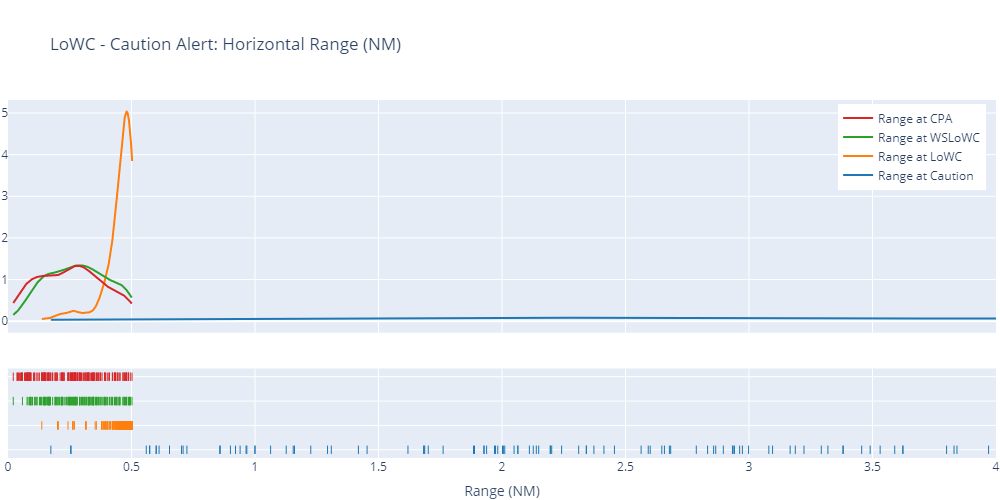 LoWC - Caution Alert: Horizontal Range (NM)
5
4
3
2
1
0
Range at CPA
Range at WSLoWC
Range at LoWC
Range at Caution
0
0.5
1
1.5
2
2.5
3
3.5
4
Range (NM)